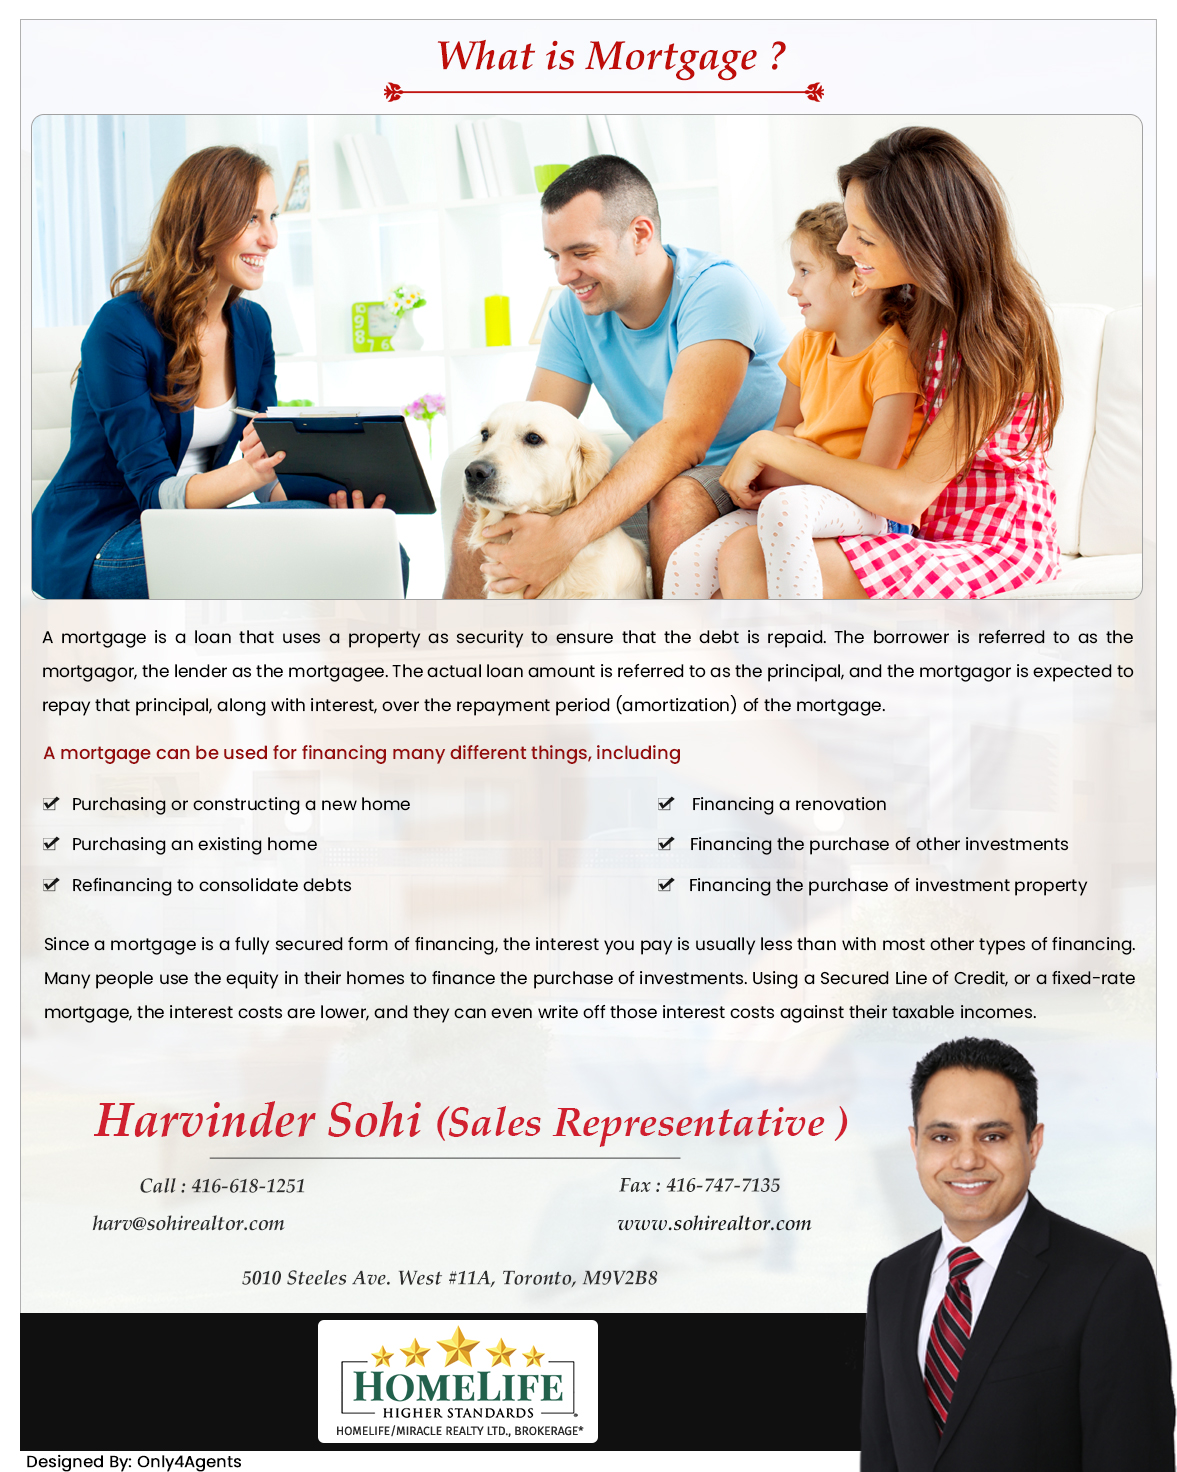 What is Mortgage ?
A mortgage is a loan that uses a property as security to ensure that the debt is repaid. The borrower is referred to as the
mortgagor, the lender as the mortgagee. The actual loan amount is referred to as the principal, and the mortgagor is expected to
repay that principal, along with interest, over the repayment period (amortization) of the mortgage.
A mortgage can be used for financing many different things, including
Purchasing or constructing a new home
Purchasing an existing home
Refinancing to consolidate debts
Financing a renovation
Financing the purchase of other investments
Financing the purchase of investment property
Since a mortgage is a fully secured form of financing, the interest you pay is usually less than with most other types of financing.
Many people use the equity in their homes to finance the purchase of investments. Using a Secured Line of Credit, or a fixed-rate
mortgage, the interest costs are lower, and they can even write off those interest costs against their taxable incomes.
Harvinder Sohi (Sales Representative )
Call : 416-618-1251
Fax : 416-747-7135
harv@sohirealtor.com
www.sohirealtor.com
5010 Steeles Ave. West #11A, Toronto, M9V2B8
HOMELIFE
HIGHER STANDARDS
HOMELIFE/MIRACLE REALTY LTD., BROKERAGE*
Designed By: Only4Agents